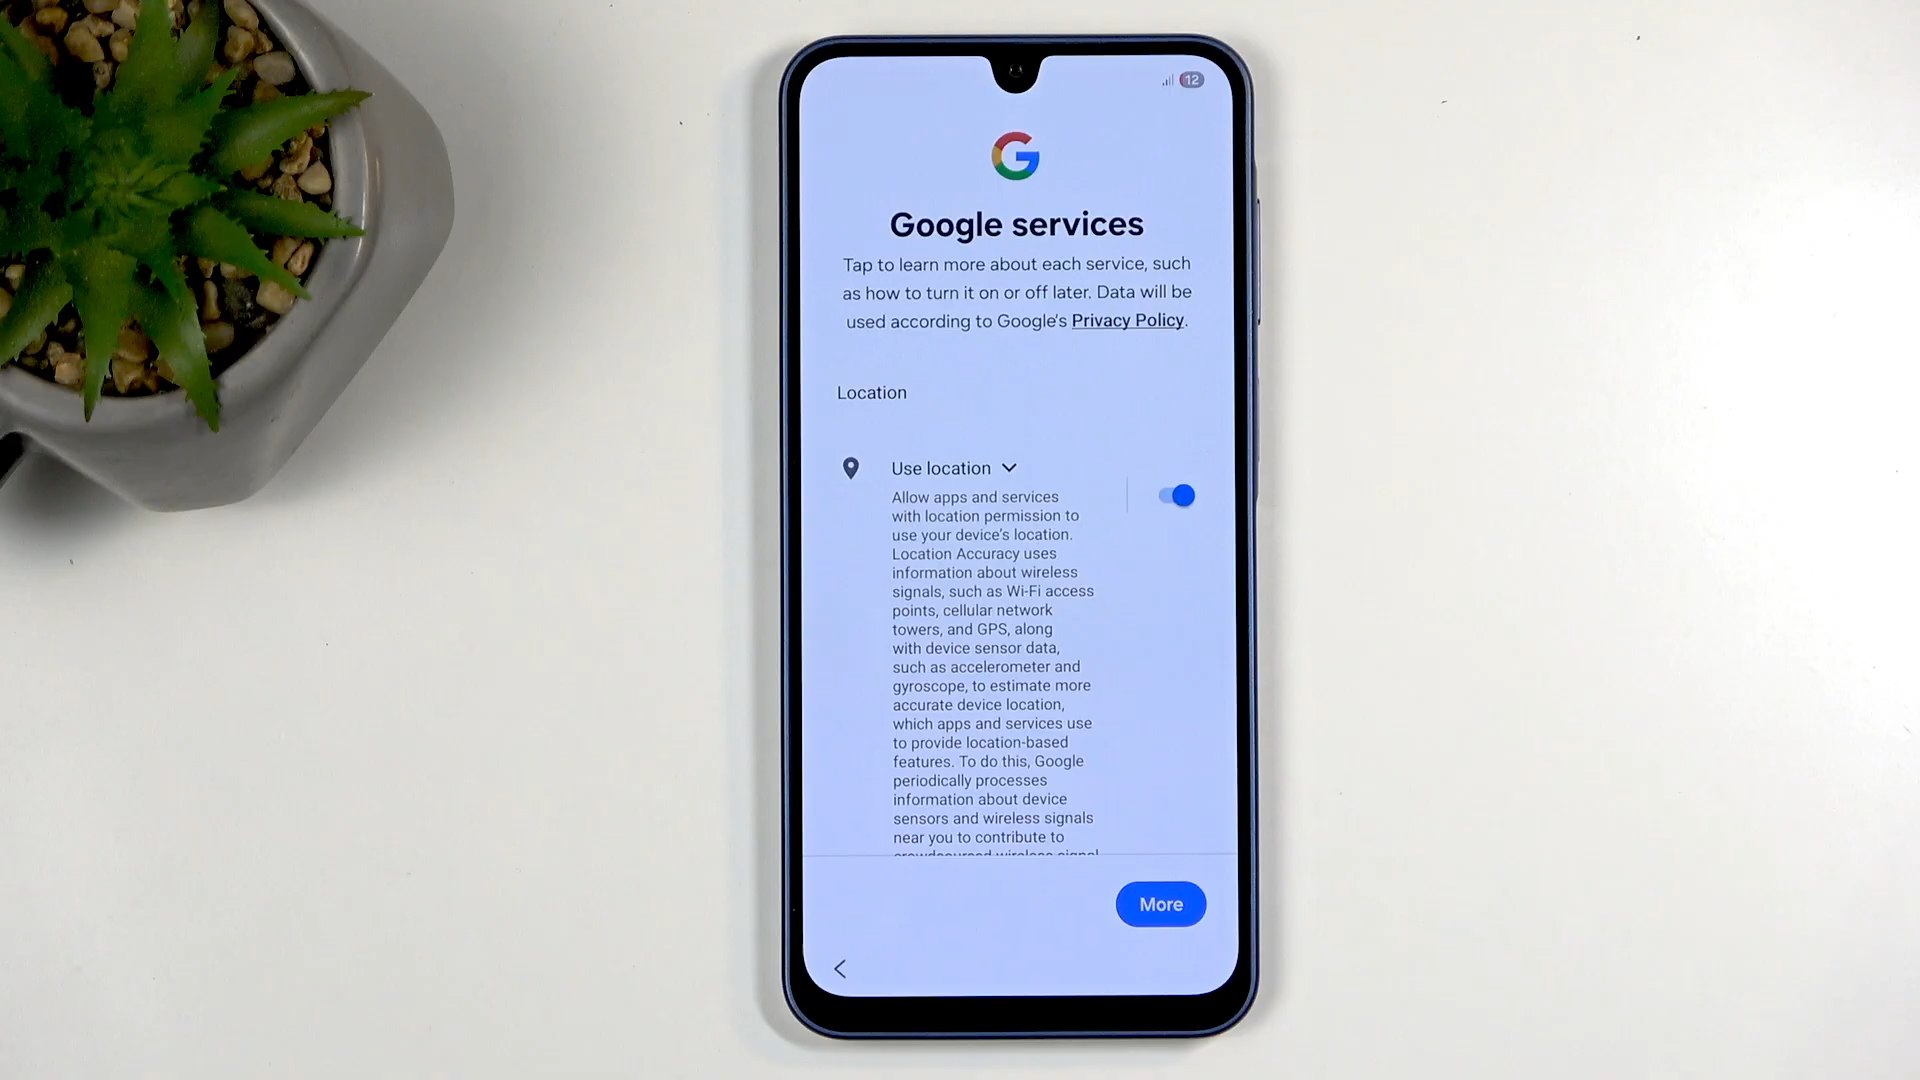 12
Google services
Tap to learn more about each service, such
as how to turn it on or off later. Data will be
used according to Google's Privacy Policy.
Location
Use location
Allow apps and services
with location permission to
use your device's location.
Location Accuracy uses
information about wireless
signals, such as Wi-Fi access
points, cellular network
towers, and GPS, along
with device sensor data,
such as accelerometer and
gyroscope, to estimate more
accurate device location,
which apps and services use
to provide location-based
features. To do this, Google
periodically processes
information about device
sensors and wireless signals
near you to contribute to
crowdsourced wireless signal
More